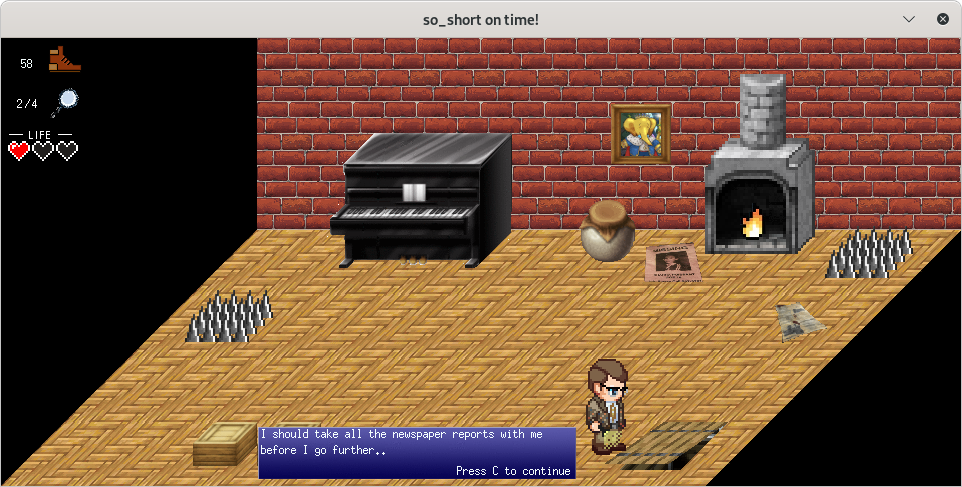 so_short on time!
58
2/4
LIFE
I should take all the newspaper reports with me
before I go further..
Press C to continue
MISSING